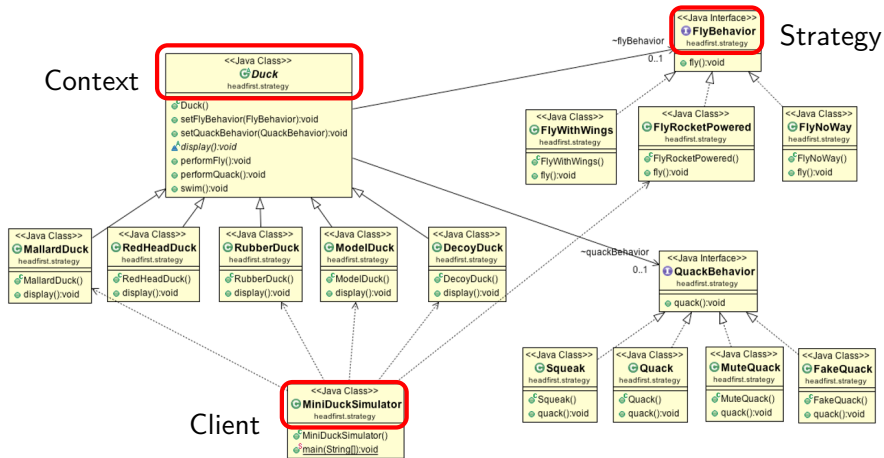 Context
<<Java Class>>
Duck
headfirst.strategy
Duck()
setFlyBehavior(FlyBehavior):void
setQuackBehavior(QuackBehavior):void
display():void
performFly():void
performQuack():void
swim():void
~flyBehavior
0..1
<<Java Interface>>
FlyBehavior
headfirst.strategy
fly():void
Strategy
<<Java Class>>
FlyWithWings
headfirst.strategy
FlyWithWings()
fly():void
<<Java Class>>
FlyRocketPowered
headfirst.strategy
FlyRocketPowered()
fly():void
<<Java Class>>
FlyNoWay
headfirst.strategy
FlyNoWay()
fly():void
<<Java Class>>
MallardDuck
headfirst.strategy
MallardDuck()
display():void
<<Java Class>>
RedHeadDuck
headfirst.strategy
RedHeadDuck()
display():void
<<Java Class>>
RubberDuck
headfirst.strategy
RubberDuck()
display():void
<<Java Class>>
ModelDuck
headfirst.strategy
ModelDuck()
display():void
<<Java Class>>
DecoyDuck
headfirst.strategy
DecoyDuck()
display():void
~quackBehavior
0..1
<<Java Interface>>
QuackBehavior
headfirst.strategy
quack():void
<<Java Class>>
Squeak
headfirst.strategy
Squeak()
quack():void
<<Java Class>>
Quack
headfirst.strategy
Quack()
quack():void
<<Java Class>>
MuteQuack
headfirst.strategy
MuteQuack()
quack():void
<<Java Class>>
FakeQuack
headfirst.strategy
FakeQuack()
quack():void
Client
<<Java Class>>
MiniDuckSimulator
headfirst.strategy
MiniDuckSimulator()
main(String[]):void